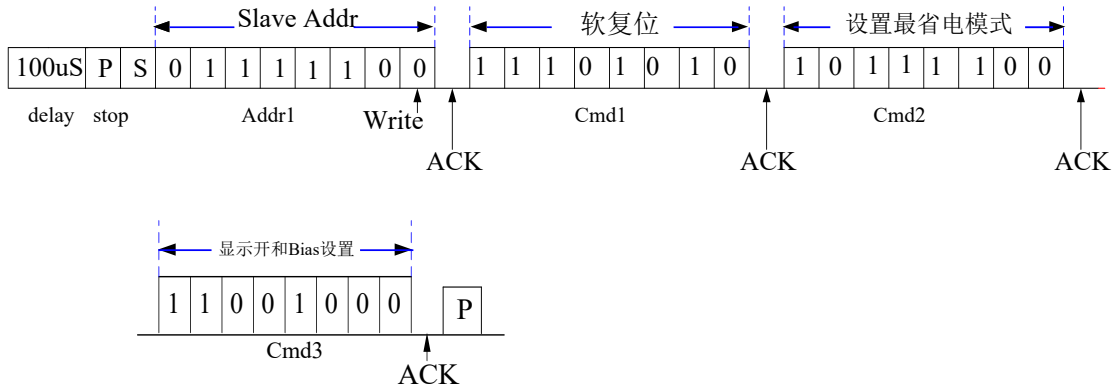 Slave Addr 软复位 设置最省电模式
100uS P S 0 1 1 1 1 1 0 0 1 1 1 0 1 0 1 0 1 0 1 1 1 1 0 0
delay stop Addr1 Write Cmd1 Cmd2
ACK ACK ACK
显示开和Bias设置
1 1 0 0 1 0 0 0 P
Cmd3
ACK